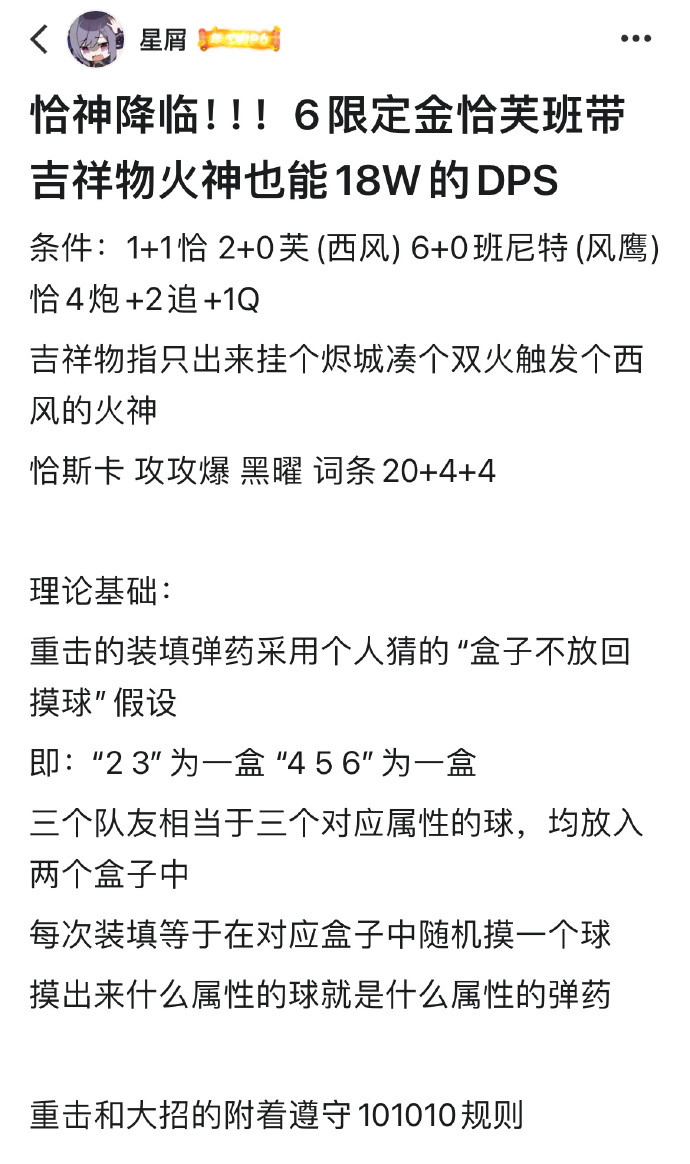 星屑
恰神降临！！！6限定金恰芙班带
吉祥物火神也能18W的DPS
条件：1+1恰 2+0芙(西风) 6+0班尼特(风鹰)
恰4炮+2追+1Q
吉祥物指只出来挂个烬城凑个双火触发个西
风的火神
恰斯卡 攻攻爆 黑曜 词条20+4+4
理论基础：
重击的装填弹药采用个人猜的“盒子不放回
摸球”假设
即：“2 3”为一盒“4 5 6”为一盒
三个队友相当于三个对应属性的球，均放入
两个盒子中
每次装填等于在对应盒子中随机摸一个球
摸出来什么属性的球就是什么属性的弹药
重击和大招的附着遵守101010规则